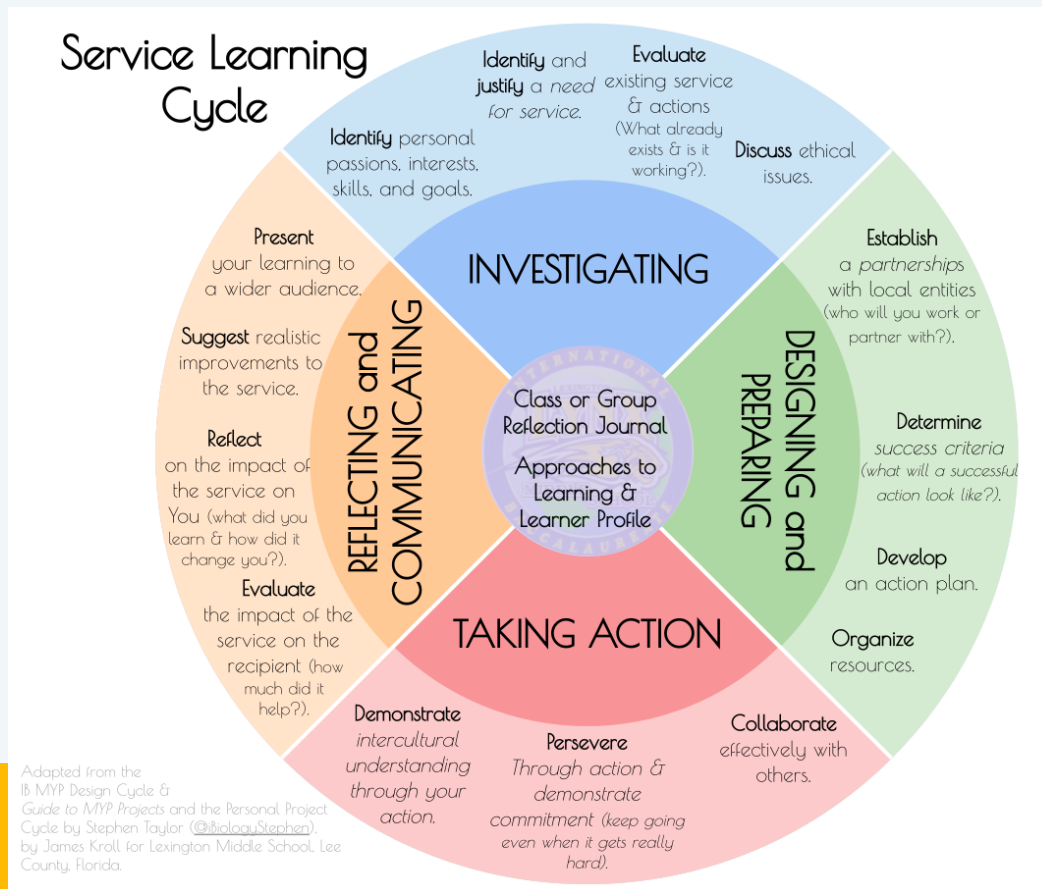 Service Learning
Cycle
Identify personal
passions, interests,
skills, and goals.
Identify and
justify a need
for service.
Evaluate
existing service
& actions
(What already
exists & is it
working?).
Discuss ethical
issues.
INVESTIGATING
Establish
a partnerships
with local entities
(who will you work or
partner with?).
Determine
success criteria
(what will a successful
action look like?).
Develop
an action plan.
Organize
resources.
DESIGNING and
PREPARING
Collaborate
effectively with
others.
Persevere
Through action &
demonstrate
commitment (keep going
even when it gets really
hard).
Demonstrate
intercultural
understanding
through your
action.
TAKING ACTION
Evaluate
the impact of the
service on the
recipient (how
much did it
help?).
Reflect
on the impact of
the service on
You (what did you
learn & how did it
change you?).
Suggest realistic
improvements to
the service.
Present
your learning to
a wider audience.
REFLECTING and
COMMUNICATING
Class or Group
Reflection Journal
Approaches to
Learning &
Learner Profile
INTERNATIONAL
Adapted from the
IB MYP Design Cycle &
Guide to MYP Projects and the Personal Project
Cycle by Stephen Taylor (@iBiologyStephen),
by James Kroll for Lexington Middle School, Lee
County, Florida.